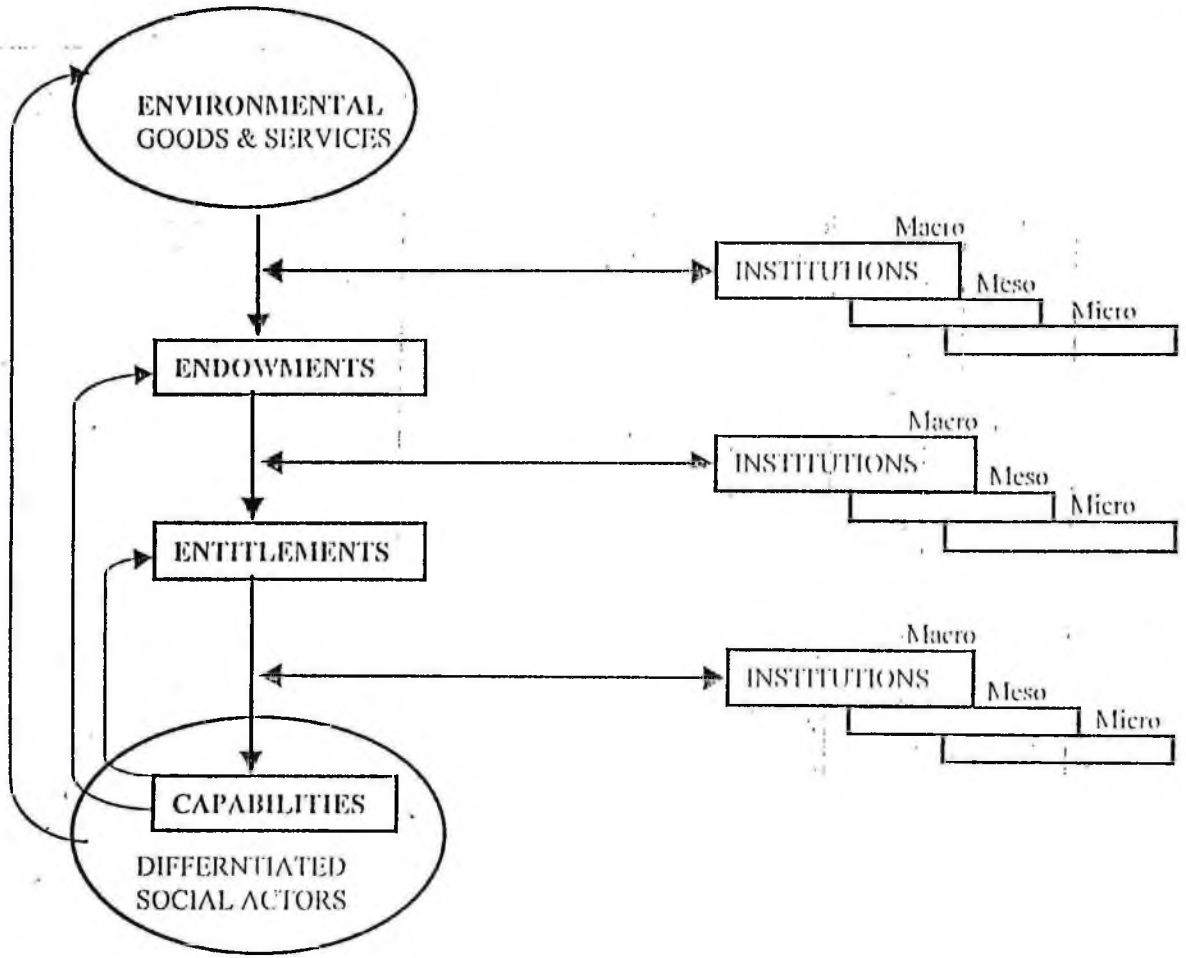 ENVIRONMENTAL
GOODS & SERVICES
Macro
INSTITUTIONS
Meso
Micro
ENDOWMENTS
Macro
INSTITUTIONS
Meso
Micro
ENTITLEMENTS
Macro
INSTITUTIONS
Meso
Micro
CAPABILITIES
DIFFERNTIATED
SOCIAL ACTORS